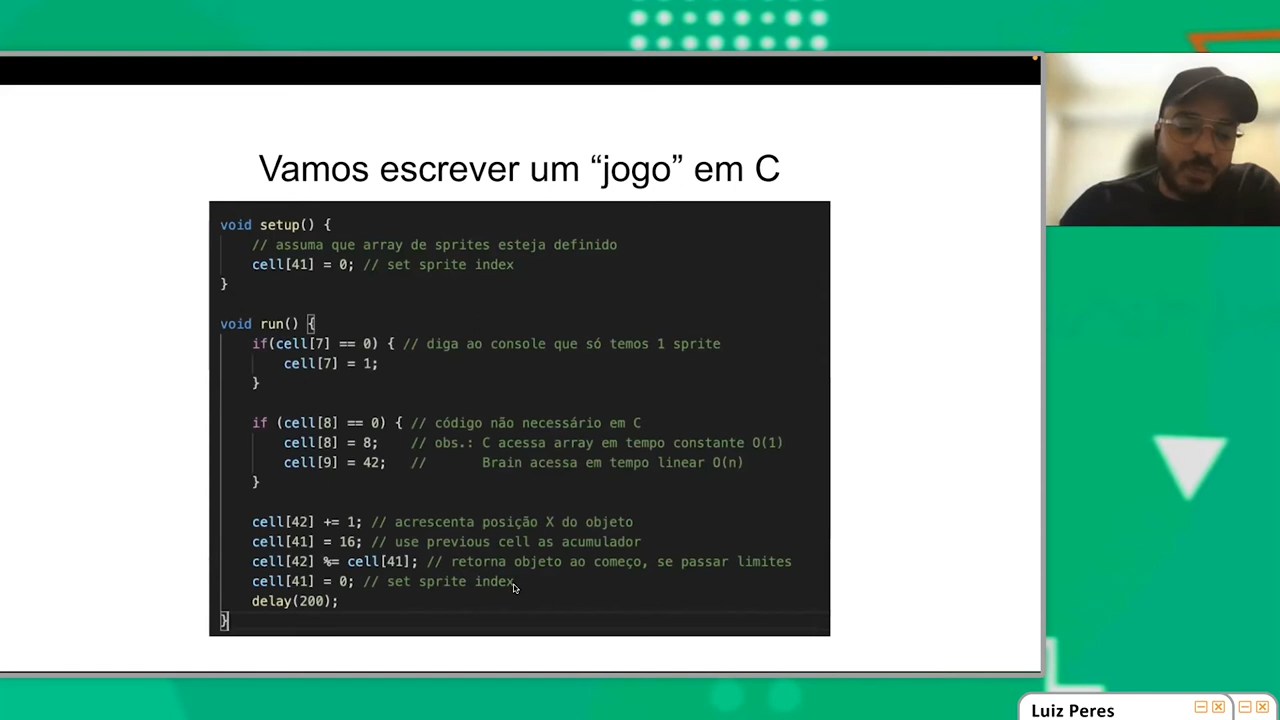 Vamos escrever um “jogo” em C
void setup() {
// assuma que array de sprites esteja definido
cell[41] = 0; // set sprite index
}
void run() {
if(cell[7] == 0) { // diga ao console que só temos 1 sprite
cell[7] = 1;
}
if (cell[8] == 0) { // código não necessário em C
cell[8] = 8; // obs.: C acessa array em tempo constante O(1)
cell[9] = 42; // Brain acessa em tempo linear O(n)
}
cell[42] += 1; // acrescenta posição X do objeto
cell[41] = 16; // use previous cell as acumulador
cell[42] %= cell[41]; // retorna objeto ao começo, se passar limites
cell[41] = 0; // set sprite index
delay(200);
}
Luiz Peres